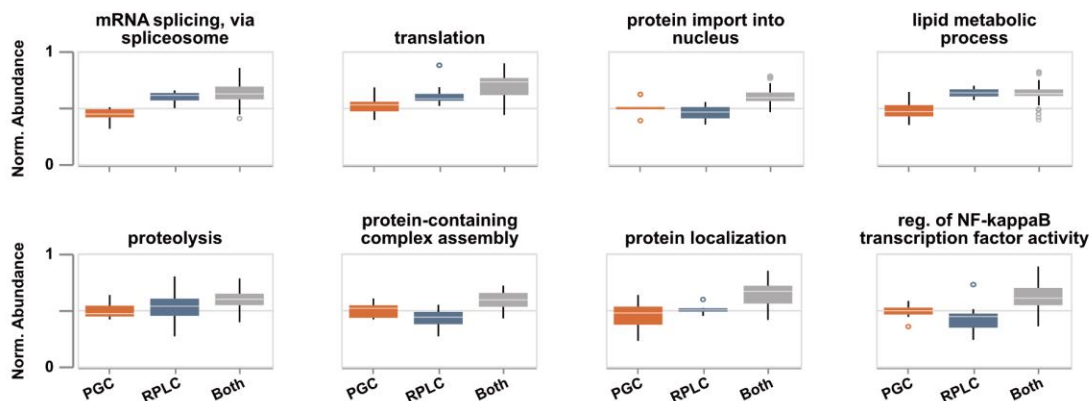 mRNA splicing, via
spliceosome
translation
protein import into
nucleus
lipid metabolic
process
Norm. Abundance
1
0
proteolysis
protein-containing
complex assembly
protein localization
reg. of NF-kappaB
transcription factor activity
Norm. Abundance
1
0
PGC
RPLC
Both
PGC
RPLC
Both
PGC
RPLC
Both
PGC
RPLC
Both